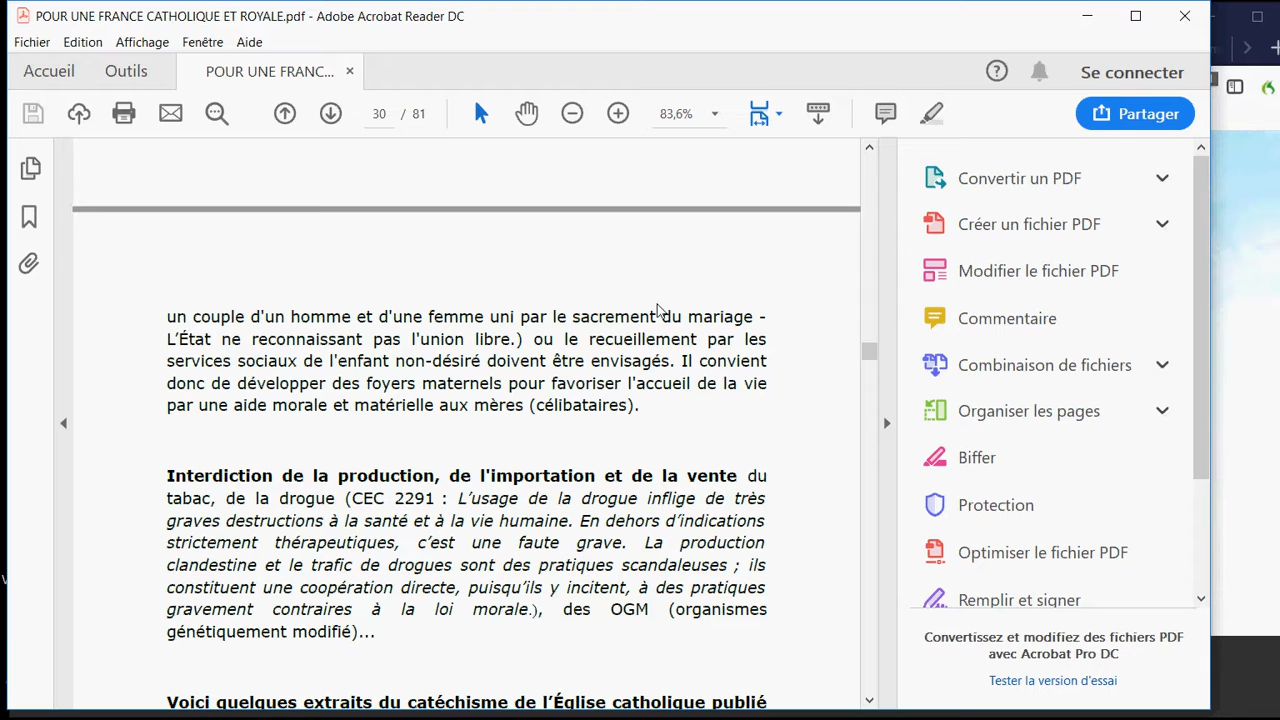 POUR UNE FRANCE CATHOLIQUE ET ROYALE.pdf - Adobe Acrobat Reader DC
Fichier Edition Affichage Fenêtre Aide
Accueil Outils POUR UNE FRANC... × Se connecter
30 / 81 83,6% Partager
un couple d'un homme et d'une femme uni par le sacrement du mariage -
L'État ne reconnaissant pas l'union libre.) ou le recueillement par les
services sociaux de l'enfant non-désiré doivent être envisagés. Il convient
donc de développer des foyers maternels pour favoriser l'accueil de la vie
par une aide morale et matérielle aux mères (célibataires).
Interdiction de la production, de l'importation et de la vente du
tabac, de la drogue (CEC 2291 : L'usage de la drogue inflige de très
graves destructions à la santé et à la vie humaine. En dehors d'indications
strictement thérapeutiques, c'est une faute grave. La production
clandestine et le trafic de drogues sont des pratiques scandaleuses ; ils
constituent une coopération directe, puisqu'ils y incitent, à des pratiques
gravement contraires à la loi morale.), des OGM (organismes
génétiquement modifié)...
Voici quelques extraits du catéchisme de l'Église catholique publié
Convertir un PDF
Créer un fichier PDF
Modifier le fichier PDF
Commentaire
Combinaison de fichiers
Organiser les pages
Biffer
Protection
Optimiser le fichier PDF
Remplir et signer
Convertissez et modifiez des fichiers PDF
avec Acrobat Pro DC
Tester la version d'essai